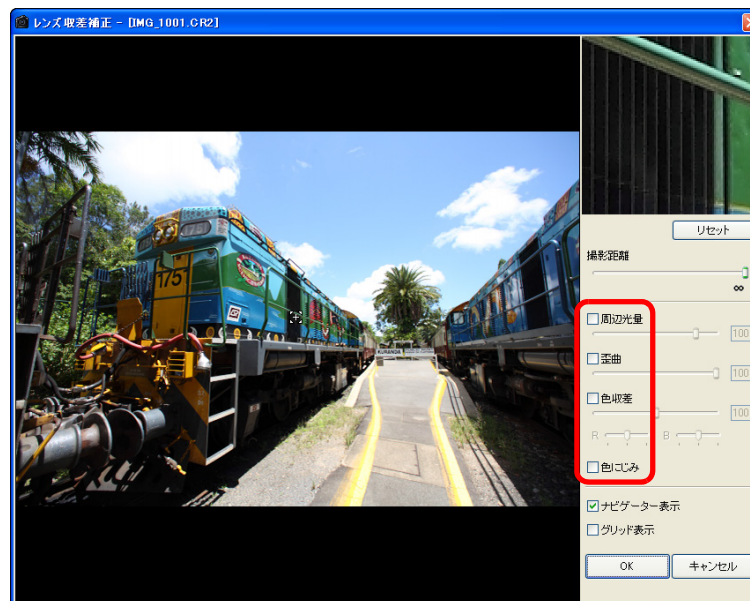 レンズ収差補正 - [IMG_1001.CR2]
175
KURANDA
リセット
撮影距離
∞
周辺光量
100
歪曲
100
色収差
100
R
B
色にじみ
ナビゲーター表示
グリッド表示
OK
キャンセル